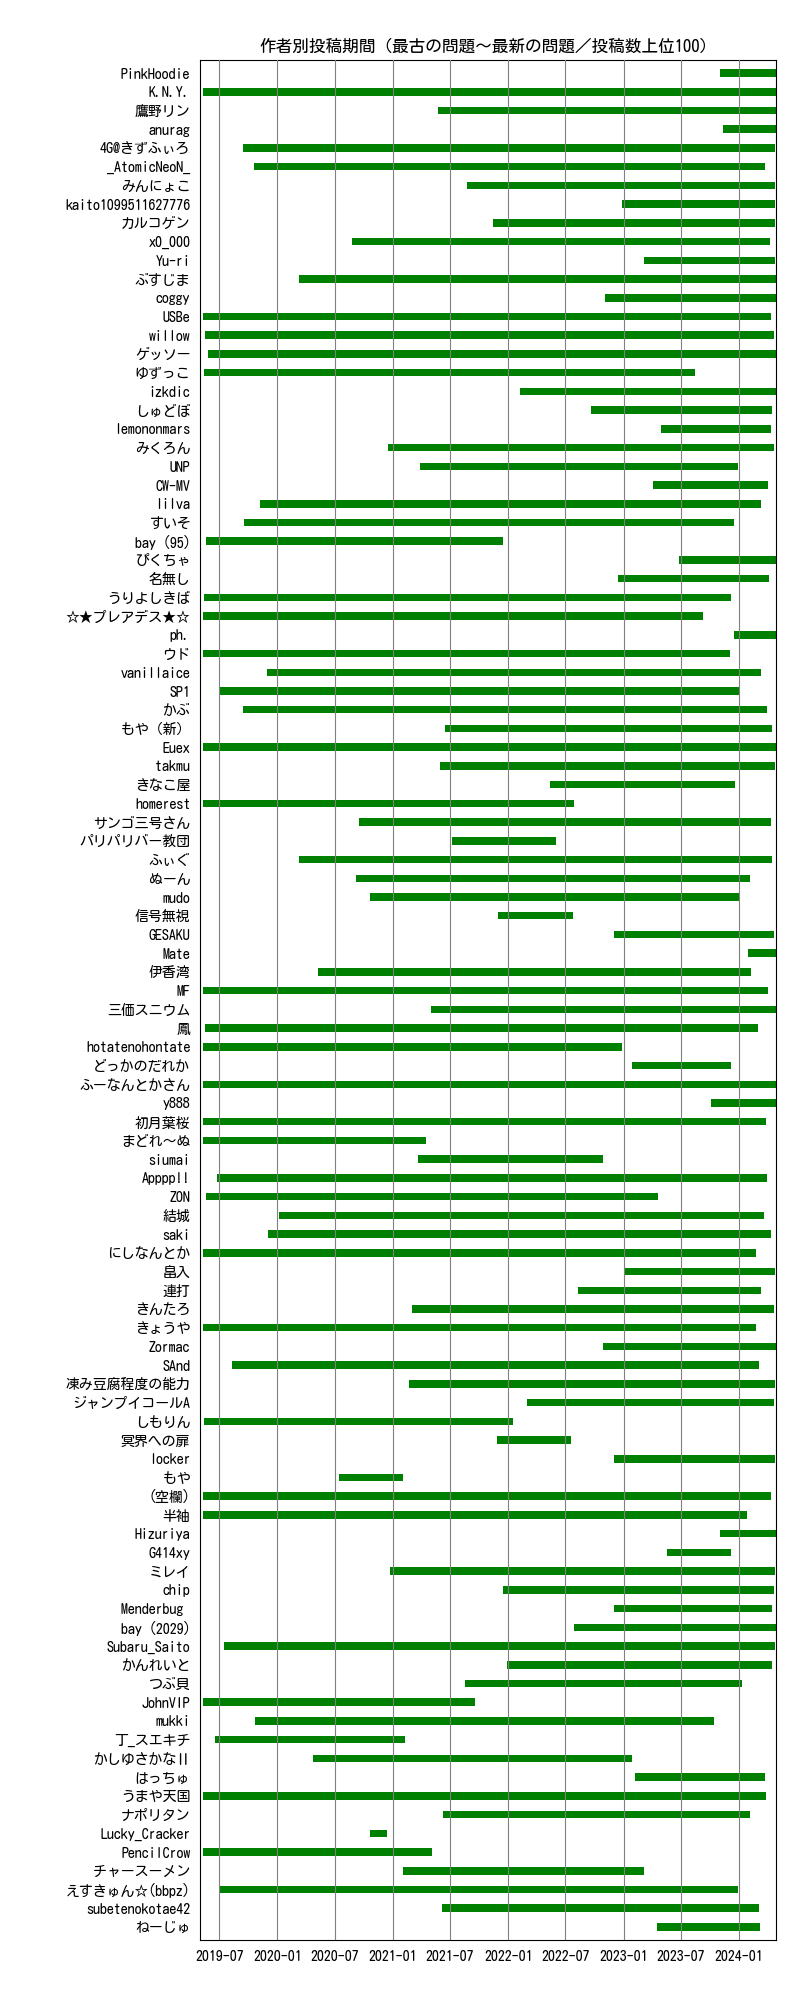 作者別投稿期間（最古の問題～最新の問題／投稿数上位100）
PinkHoodie
K.N.Y.
鷹野リン
anurag
4G@きずふぃろ
_AtomicNeoN_
みんにょこ
kaito1099511627776
カルコゲン
x0_000
Yu-ri
ぶすじま
coggy
USBe
willow
ゲッソー
ゆずっこ
izkdic
しゅどぼ
lemononmars
みくろん
UNP
CW-MV
lilva
すいそ
bay (95)
ぴくちゃ
名無し
うりよしきば
☆★プレアデス★☆
ph.
ウド
vanillaice
SP1
かぶ
もや（新）
Euex
takmu
きなこ屋
homerest
サンゴ三号さん
パリパリバー教団
ふぃぐ
ぬーん
mudo
信号無視
GESAKU
Mate
伊香湾
MF
三価スニウム
鳳
hotatenohontate
どっかのだれか
ふーなんとかさん
y888
初月葉桜
まどれ～ぬ
siumai
Appppll
ZON
結城
saki
にしなんとか
畠入
連打
きんたろ
きょうや
Zormac
SAnd
凍み豆腐程度の能力
ジャンプイコールA
しもりん
冥界への扉
locker
もや
(空欄)
半袖
Hizuriya
G414xy
ミレイ
chip
Menderbug
bay (2029)
Subaru_Saito
かんれいと
つぶ貝
JohnVIP
mukki
丁_スエキチ
かしゆさかなII
はっちゅ
うまや天国
ナポリタン
Lucky_Cracker
PencilCrow
チャースーメン
えすきゅん☆(bbpz)
subetenokotae42
ねーじゅ
2019-07 2020-01 2020-07 2021-01 2021-07 2022-01 2022-07 2023-01 2023-07 2024-01